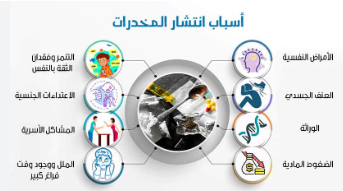 أسباب انتشار المخدرات
الأمراض النفسية
العنف الجسدي
الوراثة
الضغوط المادية
التنمر وفقدان
الثقة بالنفس
الاعتداءات الجنسية
المشاكل الأسرية
الملل ووجود وقت
فراغ كبير